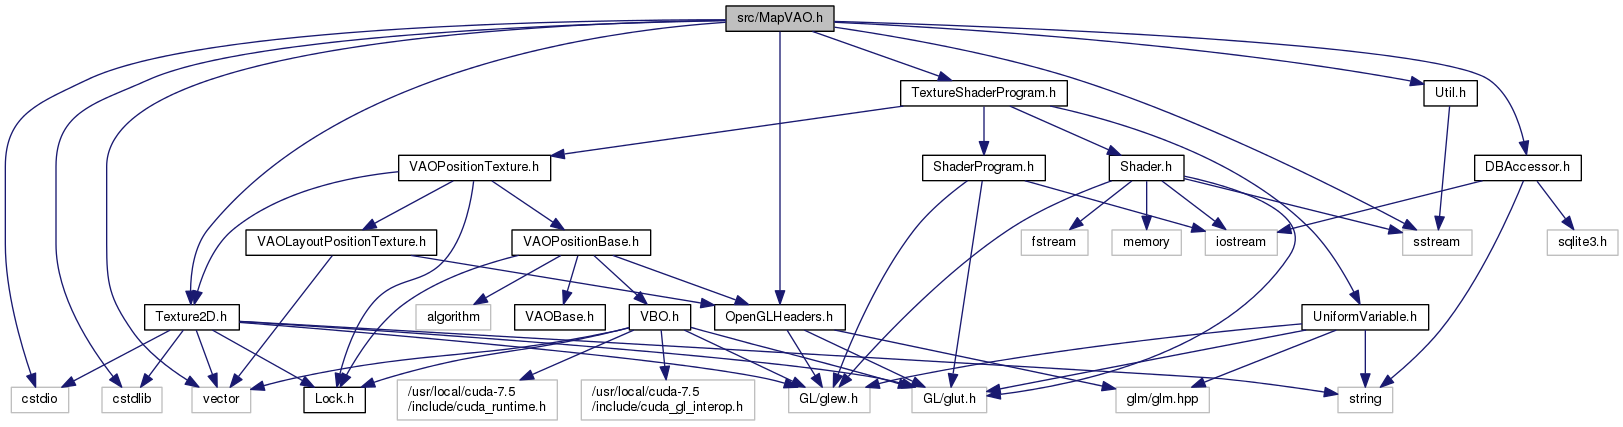 src/MapVAO.h
TextureShaderProgram.h
Util.h
VAOPositionTexture.h
ShaderProgram.h
Shader.h
DBAccessor.h
VAOLayoutPositionTexture.h
VAOPositionBase.h
fstream
memory
iostream
sstream
sqlite3.h
Texture2D.h
algorithm
VAOBase.h
VBO.h
OpenGLHeaders.h
UniformVariable.h
cstdio
cstdlib
vector
Lock.h
/usr/local/cuda-7.5
/include/cuda_runtime.h
/usr/local/cuda-7.5
/include/cuda_gl_interop.h
GL/glew.h
GL/glut.h
glm/glm.hpp
string